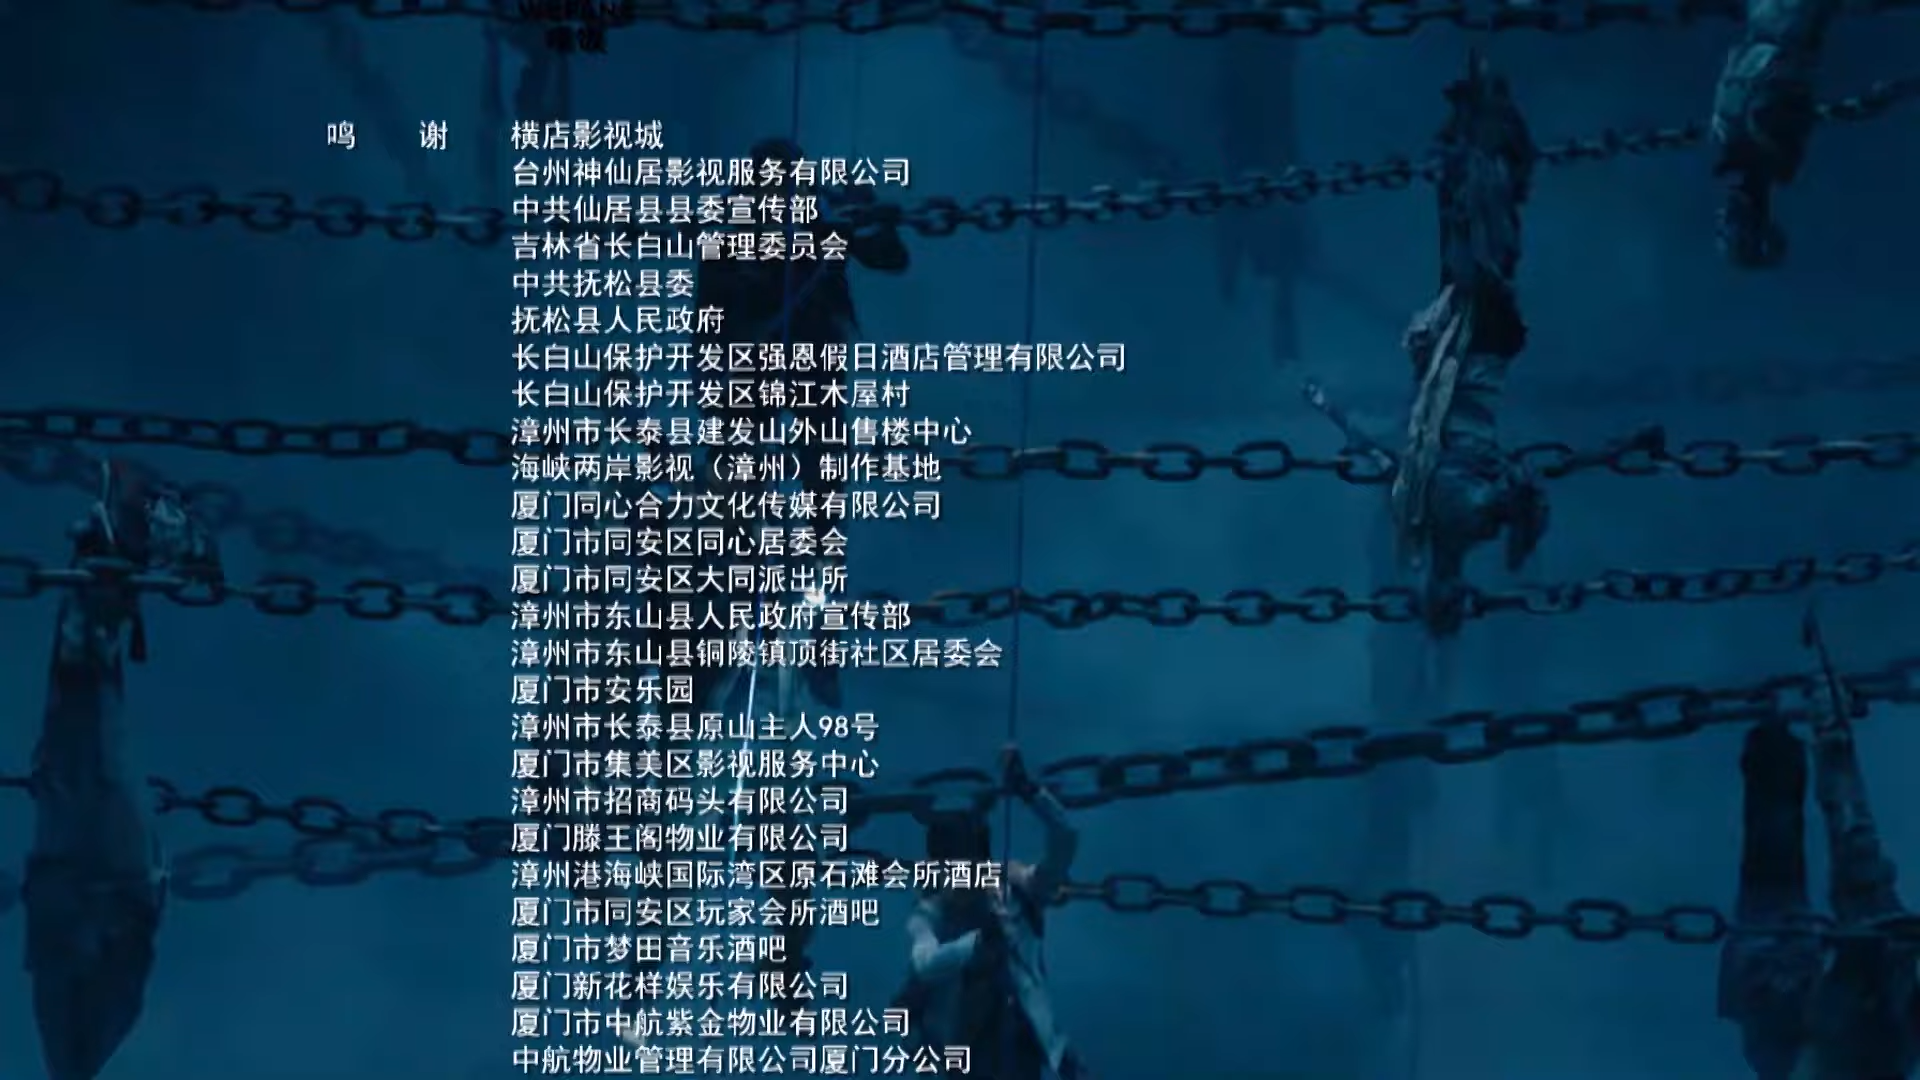 鸣 谢 横店影视城
台州神仙居影视服务有限公司
中共仙居县县委宣传部
吉林省长白山管理委员会
中共抚松县委
抚松县人民政府
长白山保护开发区强恩假日酒店管理有限公司
长白山保护开发区锦江木屋村
漳州市长泰县建发山外山售楼中心
海峡两岸影视（漳州）制作基地
厦门同心合力文化传媒有限公司
厦门市同安区同心居委会
厦门市同安区大同派出所
漳州市东山县人民政府宣传部
漳州市东山县铜陵镇顶街社区居委会
厦门市安乐园
漳州市长泰县原山主人98号
厦门市集美区影视服务中心
漳州市招商码头有限公司
厦门滕王阁物业有限公司
漳州港海峡国际湾区原石滩会所酒店
厦门市同安区玩家会所酒吧
厦门市梦田音乐酒吧
厦门新花样娱乐有限公司
厦门市中航紫金物业有限公司
中航物业管理有限公司厦门分公司